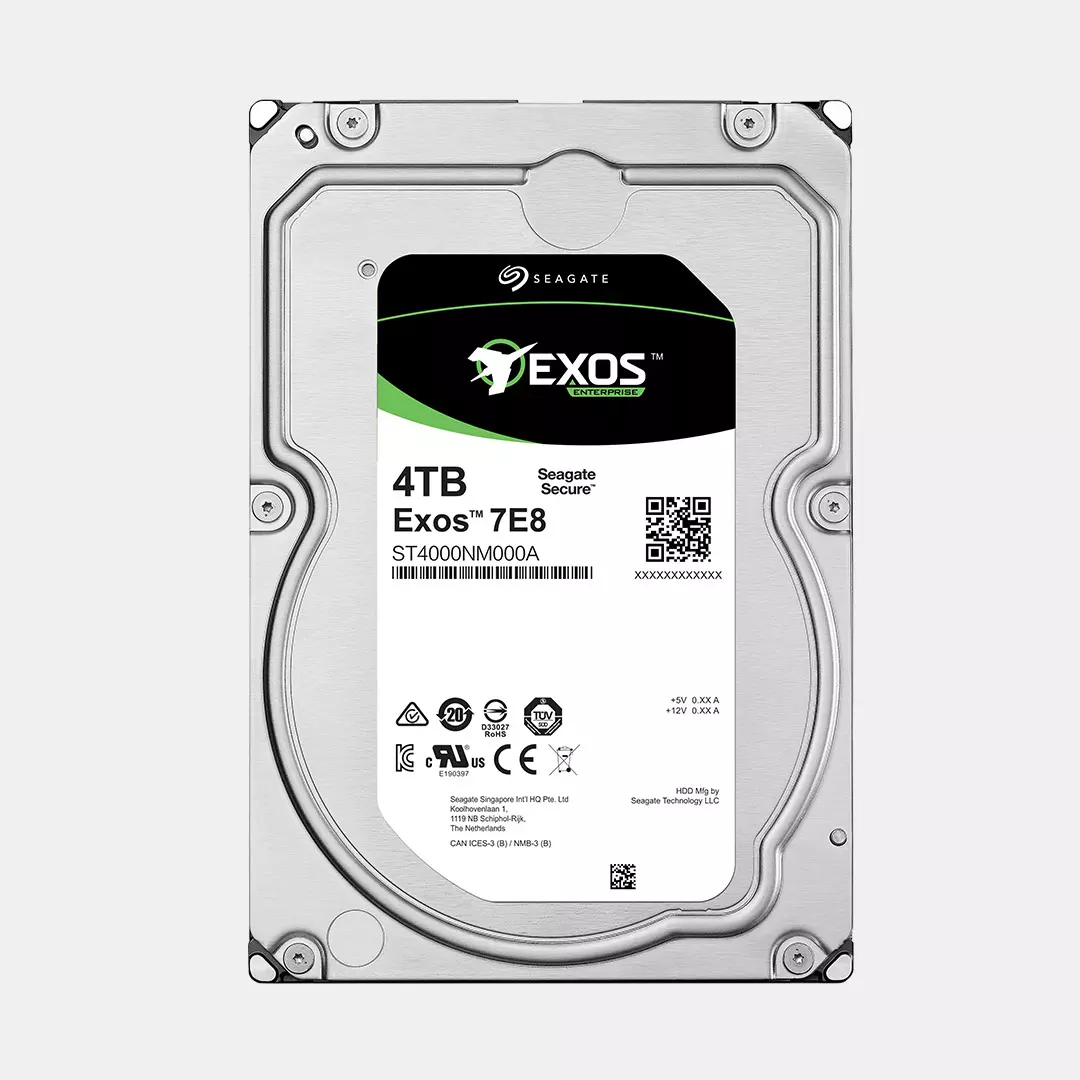 SEAGATE
EXOS™
ENTERPRISE
4TB
Seagate
Secure™
Exos™ 7E8
ST4000NM000A
XXXXXXXXXXXX
+5V 0.XX A
+12V 0.XX A
20
D33027
RoHS
TÜV
SÜD
c RU® US
E190397
CE
HDD Mfg by
Seagate Technology LLC
Seagate Singapore Int'l HQ Pte. Ltd
Koolhovenlaan 1,
1119 NB Schiphol-Rijk,
The Netherlands
CAN ICES-3 (B) / NMB-3 (B)